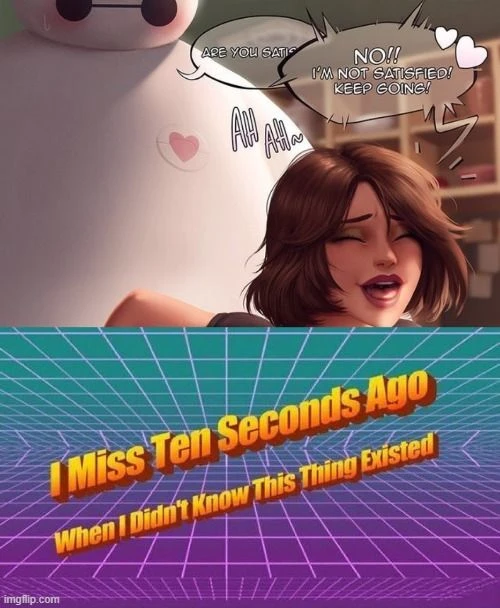 ARE YOU
NO!!
I'M NOT SATISFIED!
KEEP GOING!
AH
AH~
I Miss Ten Seconds Ago
When I Didn't Know This Thing Existed
imgflip.com